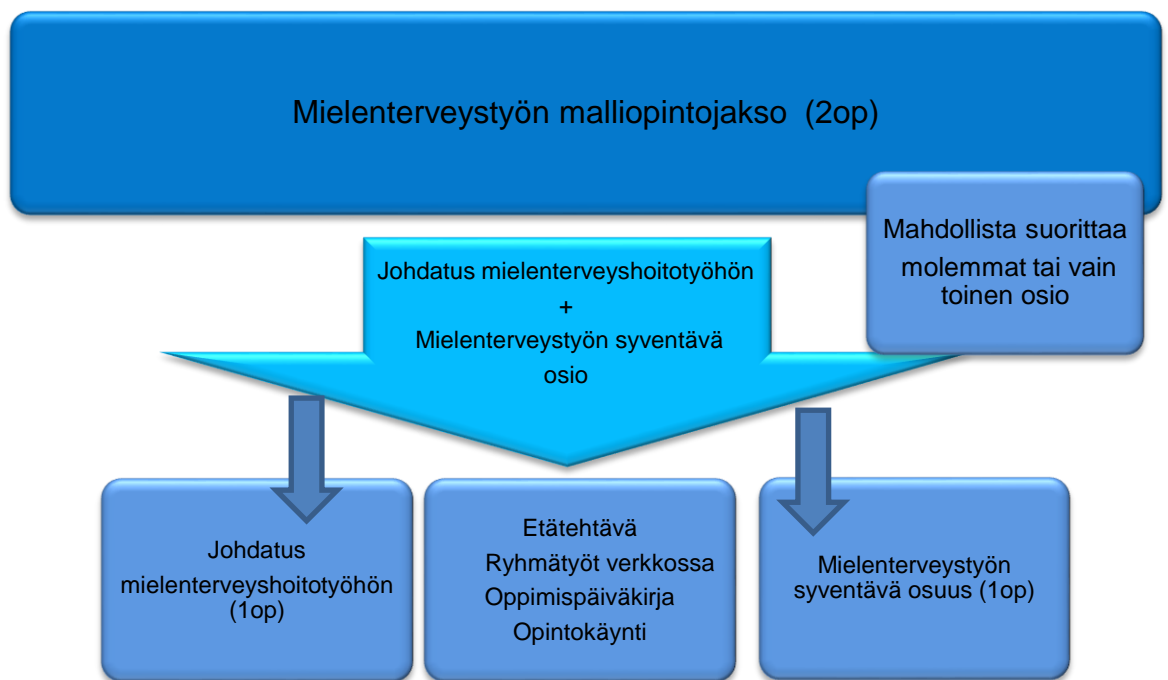 Mielenterveystyön malliopintojakso (2op)
Mahdollista suorittaa
molemmat tai vain
toinen osio
Johdatus mielenterveyshoitotyöhön
+
Mielenterveystyön syventävä
osio
Johdatus
mielenterveyshoitotyöhön
(1op)
Etätehtävä
Ryhmätyöt verkkossa
Oppimispäiväkirja
Opintokäynti
Mielenterveystyön
syventävä osuus (1op)